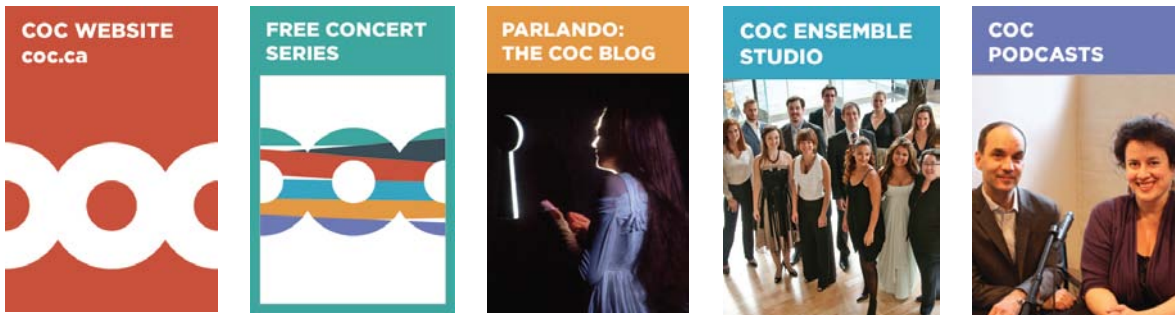 COC WEBSITE
coc.ca
FREE CONCERT
SERIES
PARLANDO:
THE COC BLOG
COC ENSEMBLE
STUDIO
COC
PODCASTS